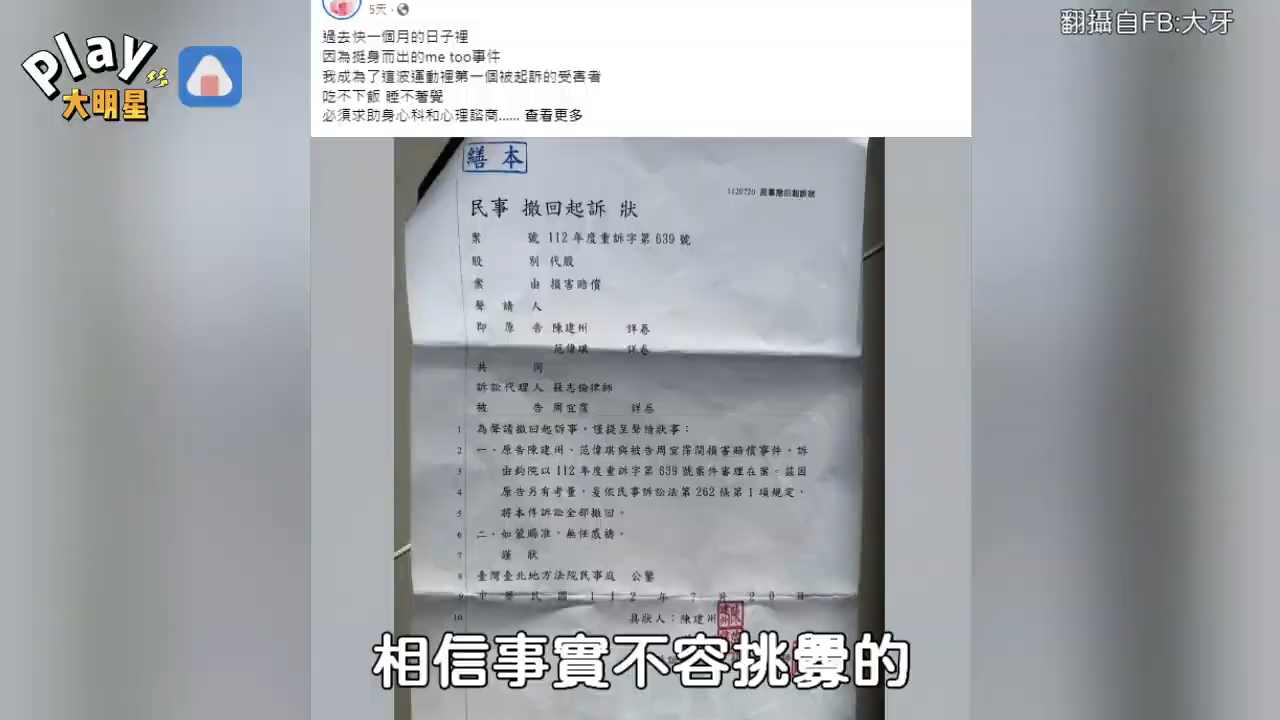 5天
翻攝自FB:大牙
Play
大明星
過去快一個月的日子裡
因為挺身而出的me too事件
我成為了這波運動裡第一個被起訴的受害者
吃不下飯 睡不著覺
必須求助身心科和心理諮商...... 查看更多
繕本
1120720 民事撤回起訴狀
民事 撤回起訴 狀
案 號 112年度重訴字第639號
股 別 代股
案 由 損害賠償
聲 請 人
即 原 告 陳建州 詳卷
范偉琪 詳卷
共 同
訴訟代理人 蘇志倫律師
被 告 周宜霈 詳卷
1 為聲請撤回起訴事,謹提呈聲請狀事:
2 一、原告陳建州、范偉琪與被告周宜霈間損害賠償事件,訴
3 由鈞院以112年度重訴字第639號案件審理在案。茲因
4 原告另有考量,爰依民事訴訟法第262條第1項規定,
5 將本件訴訟全部撤回。
6 二、如蒙賜准,無任感禱。
7 謹 狀
8 臺灣臺北地方法院民事庭 公鑒
9 中 華 民 國 1 1 2 年 7 月 2 0 日
10 具狀人:陳建州
相信事實不容挑釁的